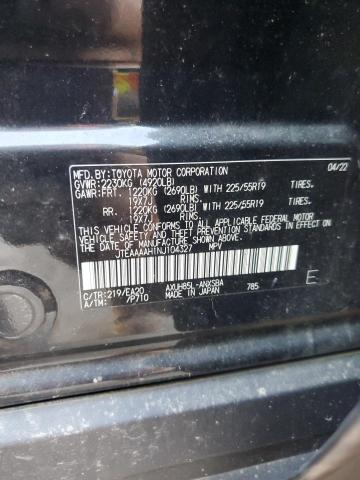 MFD.BY:TOYOTA MOTOR CORPORATION 04/22
GVWR:2230KG (4920LB)
GAWR:FRT. 1220KG (2690LB) WITH 225/55R19 TIRES.
19X7J RIMS.
RR. 1220KG (2690LB) WITH 225/55R19 TIRES.
19X7J RIMS.
THIS VEHICLE CONFORMS TO ALL APPLICABLE FEDERAL
MOTOR VEHICLE SAFETY AND THEFT PREVENTION STANDARDS
IN EFFECT ON THE DATE OF MANUFACTURE SHOWN ABOVE.
JTEAAAAH1NJ104327 MPV
C/TR:219/EA20 AXUH85L-ANXSBA
A/TM: 7P710 MADE IN JAPAN 785
E